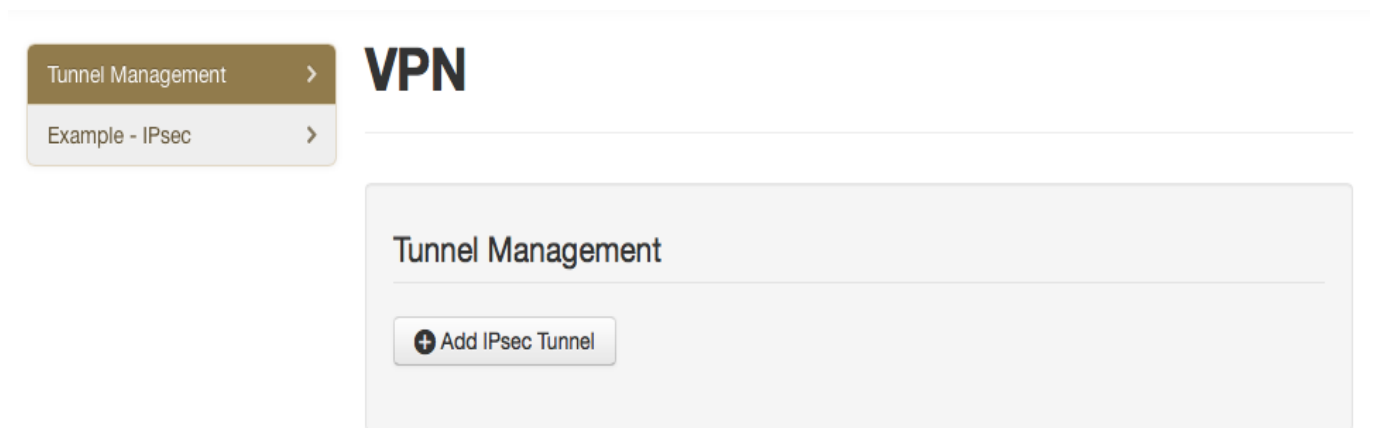 Tunnel Management
Example - IPsec
VPN
Tunnel Management
Add IPsec Tunnel